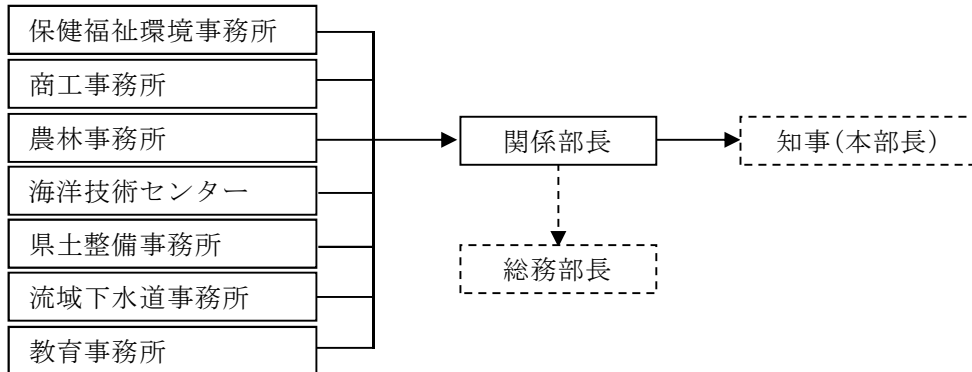 保健福祉環境事務所
商工事務所
農林事務所
海洋技術センター
県土整備事務所
流域下水道事務所
教育事務所
関係部長
知事(本部長)
総務部長